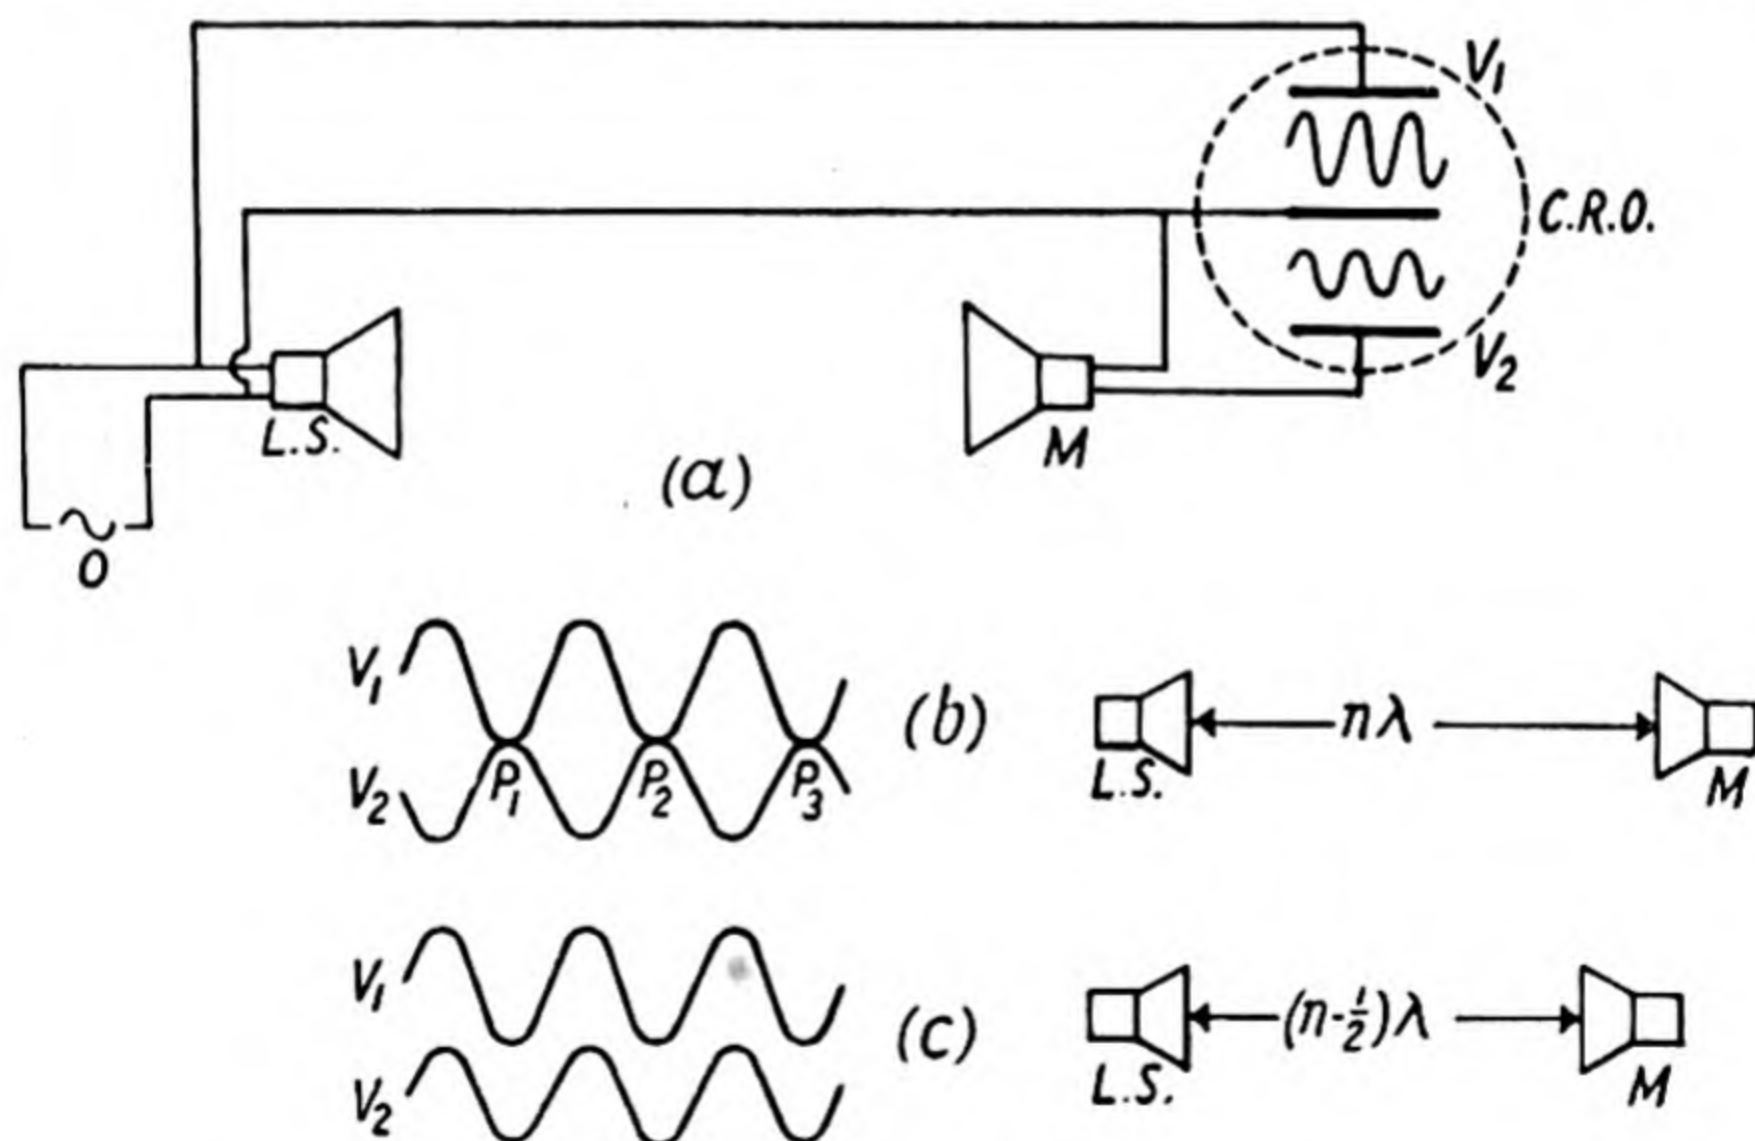 V₁
C.R.O.
V₂
L.S.
M
(a)
O
V₁
(b)
nλ
V₂ P₁ P₂ P₃
L.S.
M
V₁
(c)
(n-½)λ
V₂
L.S.
M